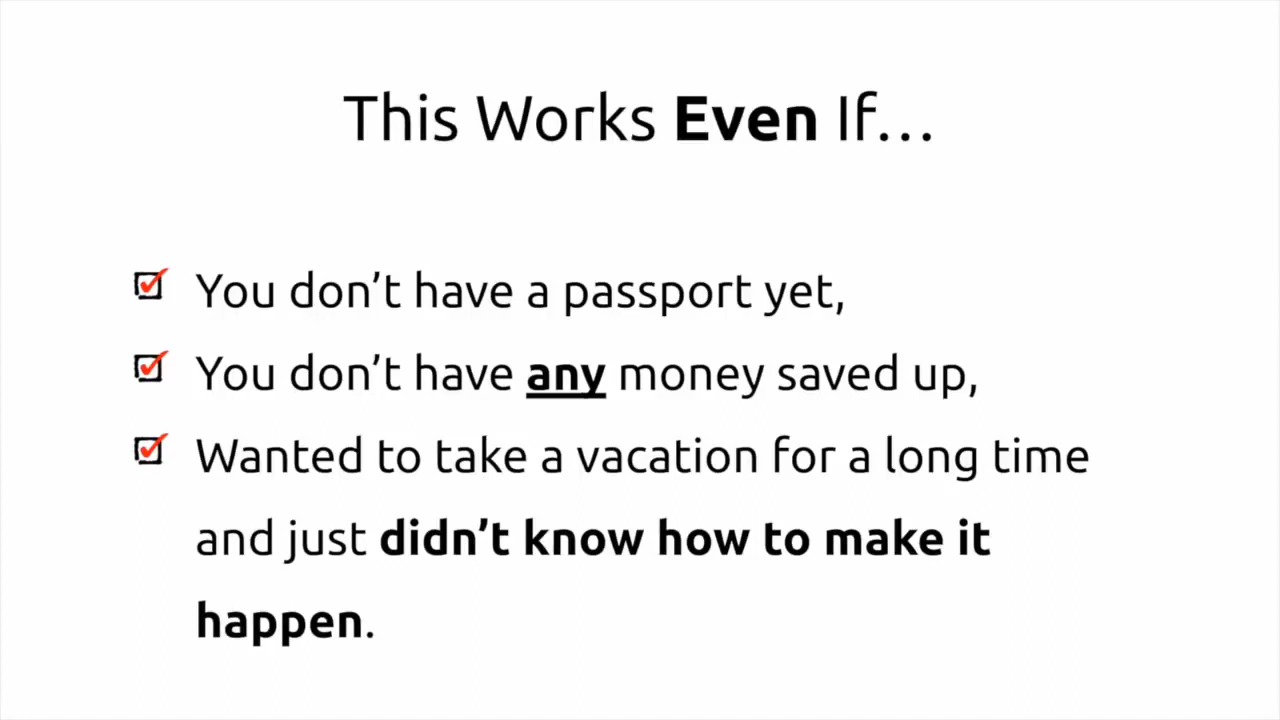 This Works Even If...
You don't have a passport yet,
You don't have any money saved up,
Wanted to take a vacation for a long time
and just didn't know how to make it
happen.